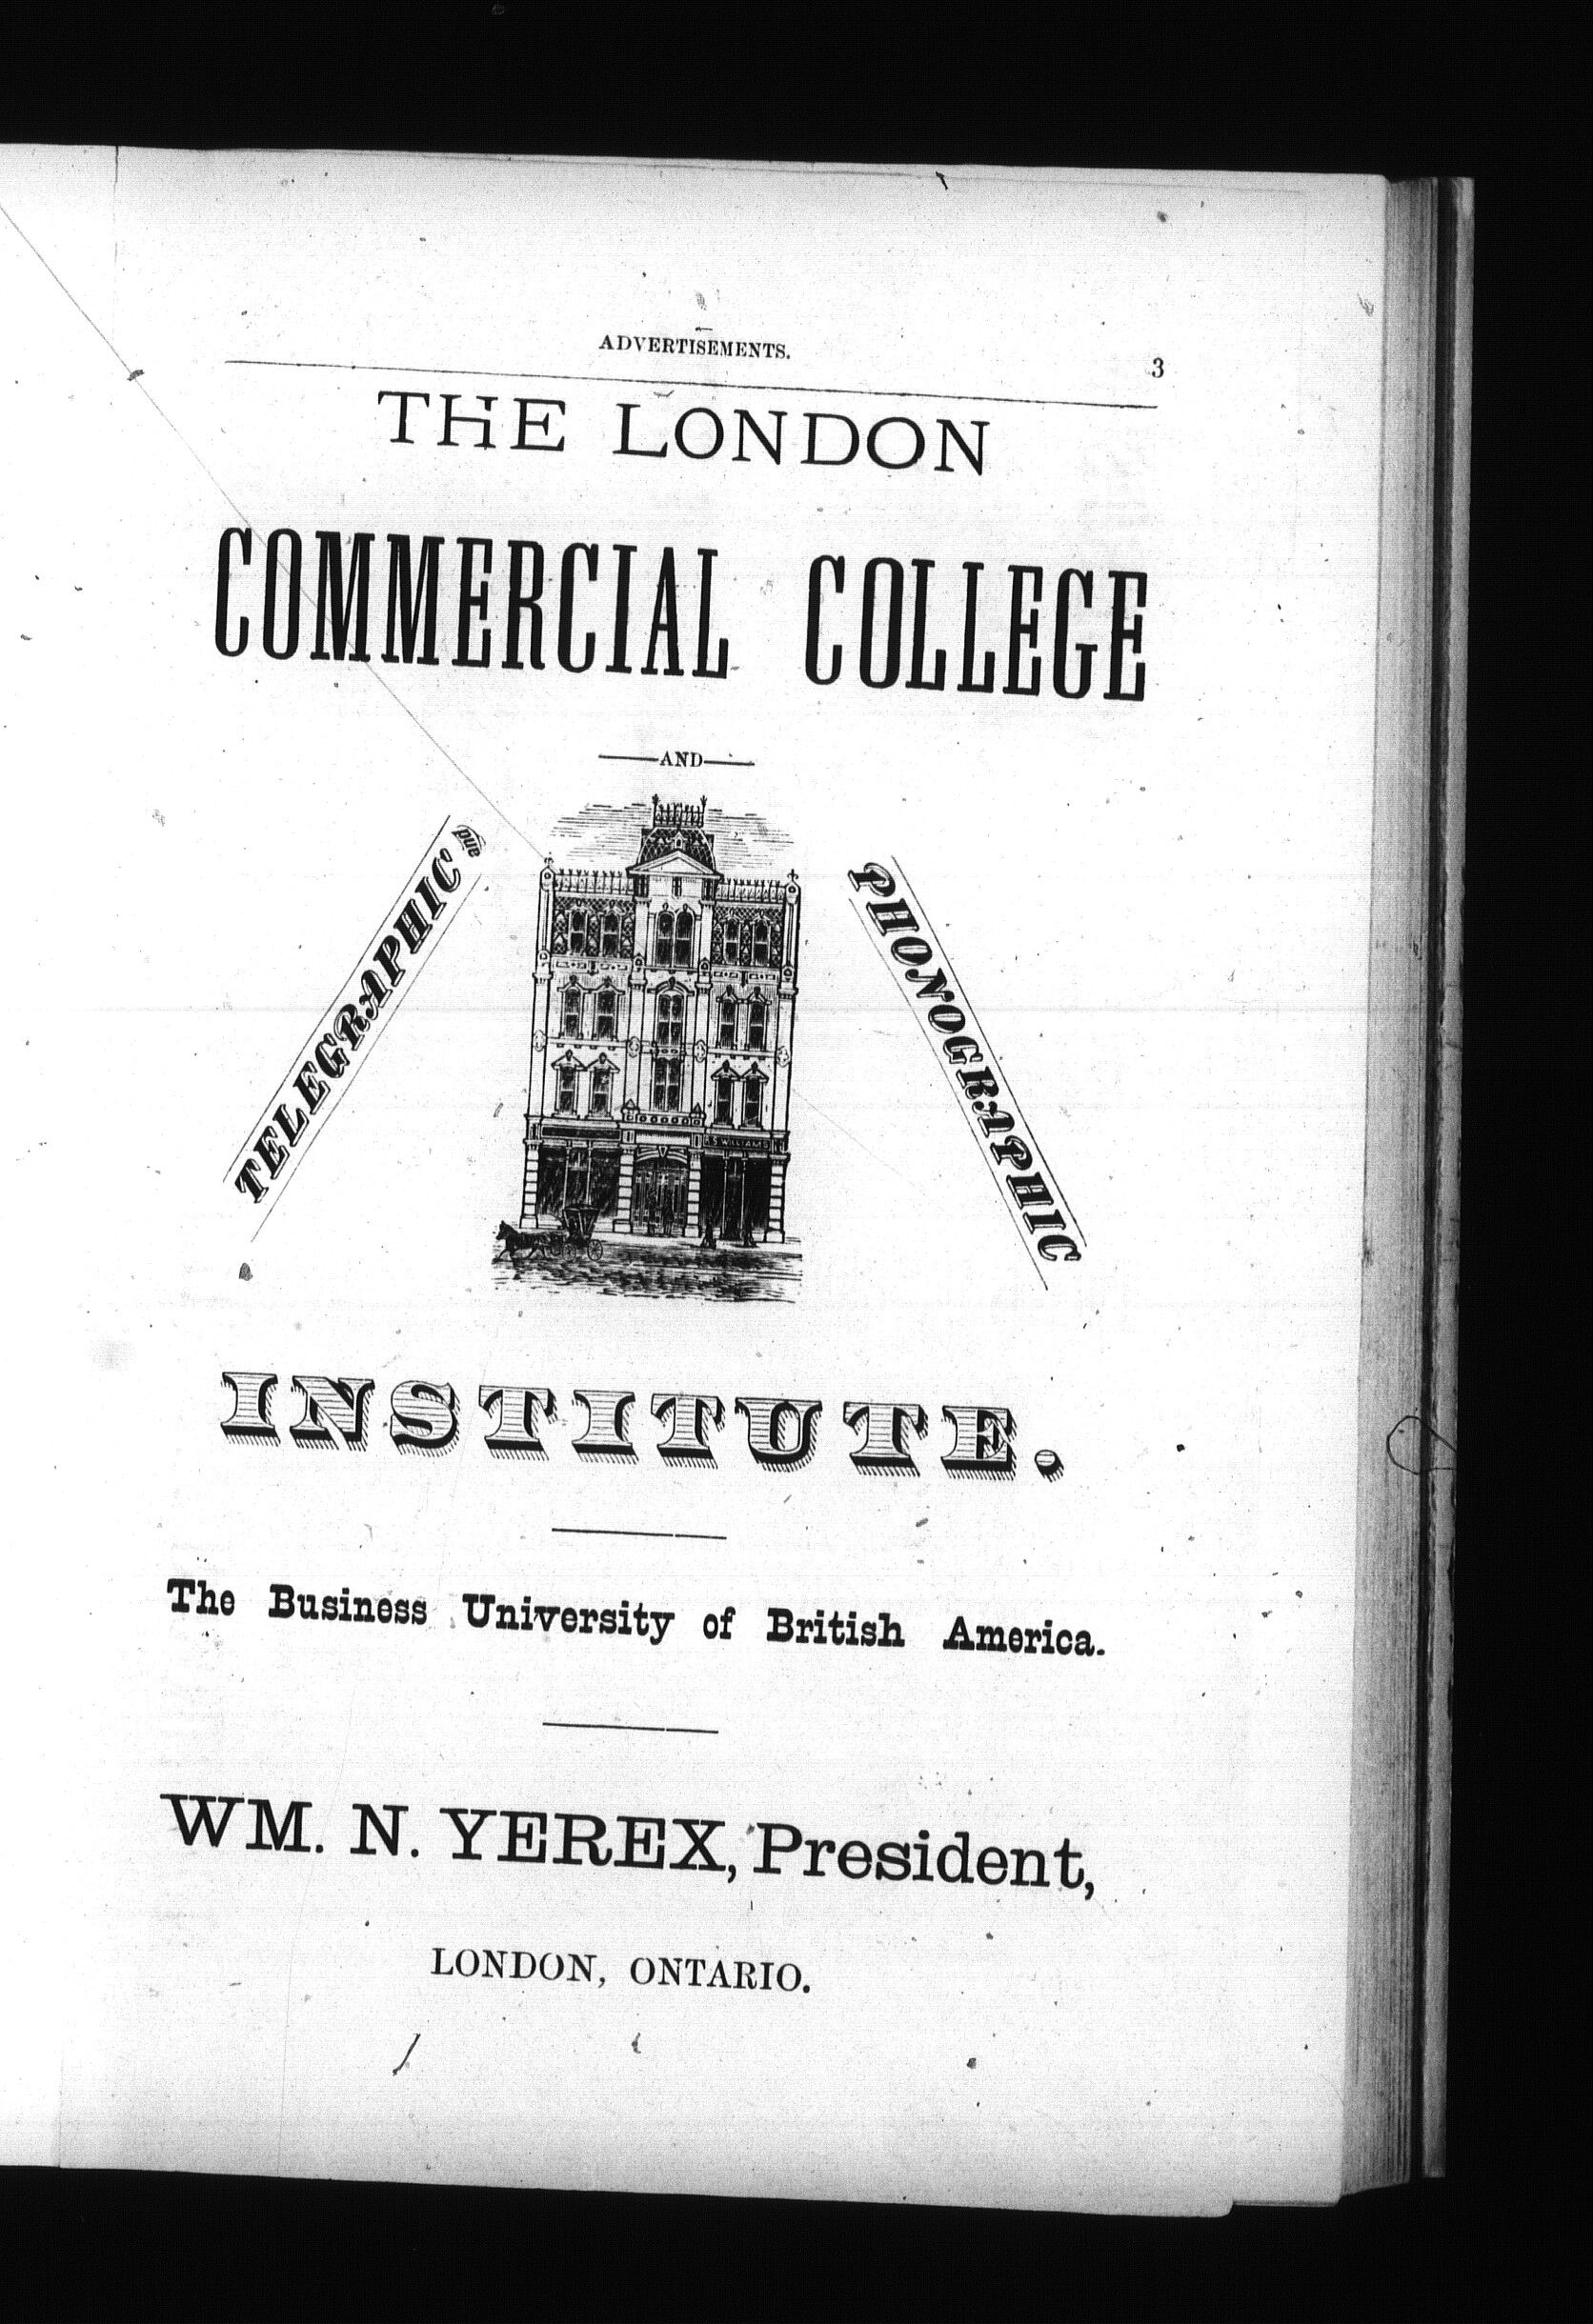 ADVERTISEMENTS. 3
THE LONDON
COMMERCIAL COLLEGE
AND
TELEGRAPHIC and
PHONOGRAPHIC
R.S. WILLIAMS
INSTITUTE.
The Business University of British America.
WM. N. YEREX, President,
LONDON, ONTARIO.